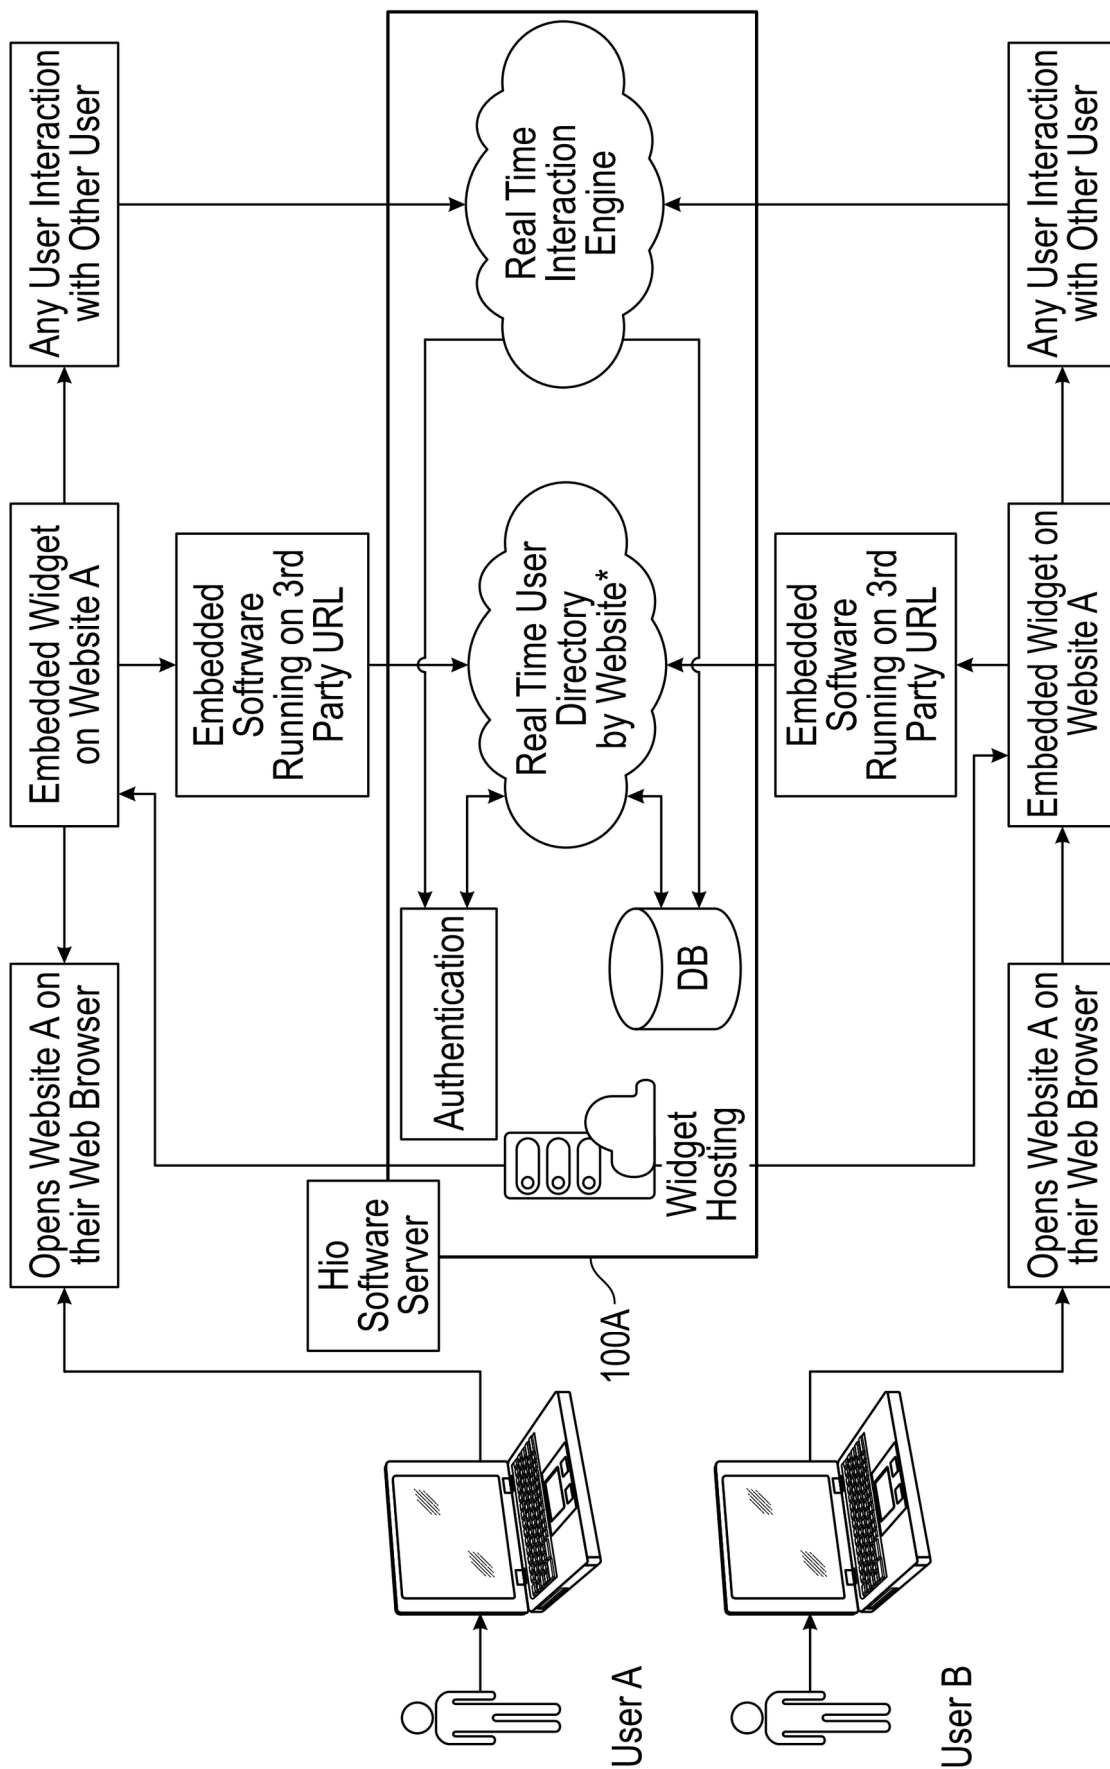 Opens Website A on
their Web Browser
Embedded Widget
on Website A
Any User Interaction
with Other User
Embedded
Software
Running on 3rd
Party URL
Hio
Software
Server
Authentication
Real Time User
Directory
by Website*
Real Time
Interaction
Engine
DB
Widget
Hosting
100A
User A
Embedded
Software
Running on 3rd
Party URL
Opens Website A on
their Web Browser
Embedded Widget on
Website A
Any User Interaction
with Other User
User B